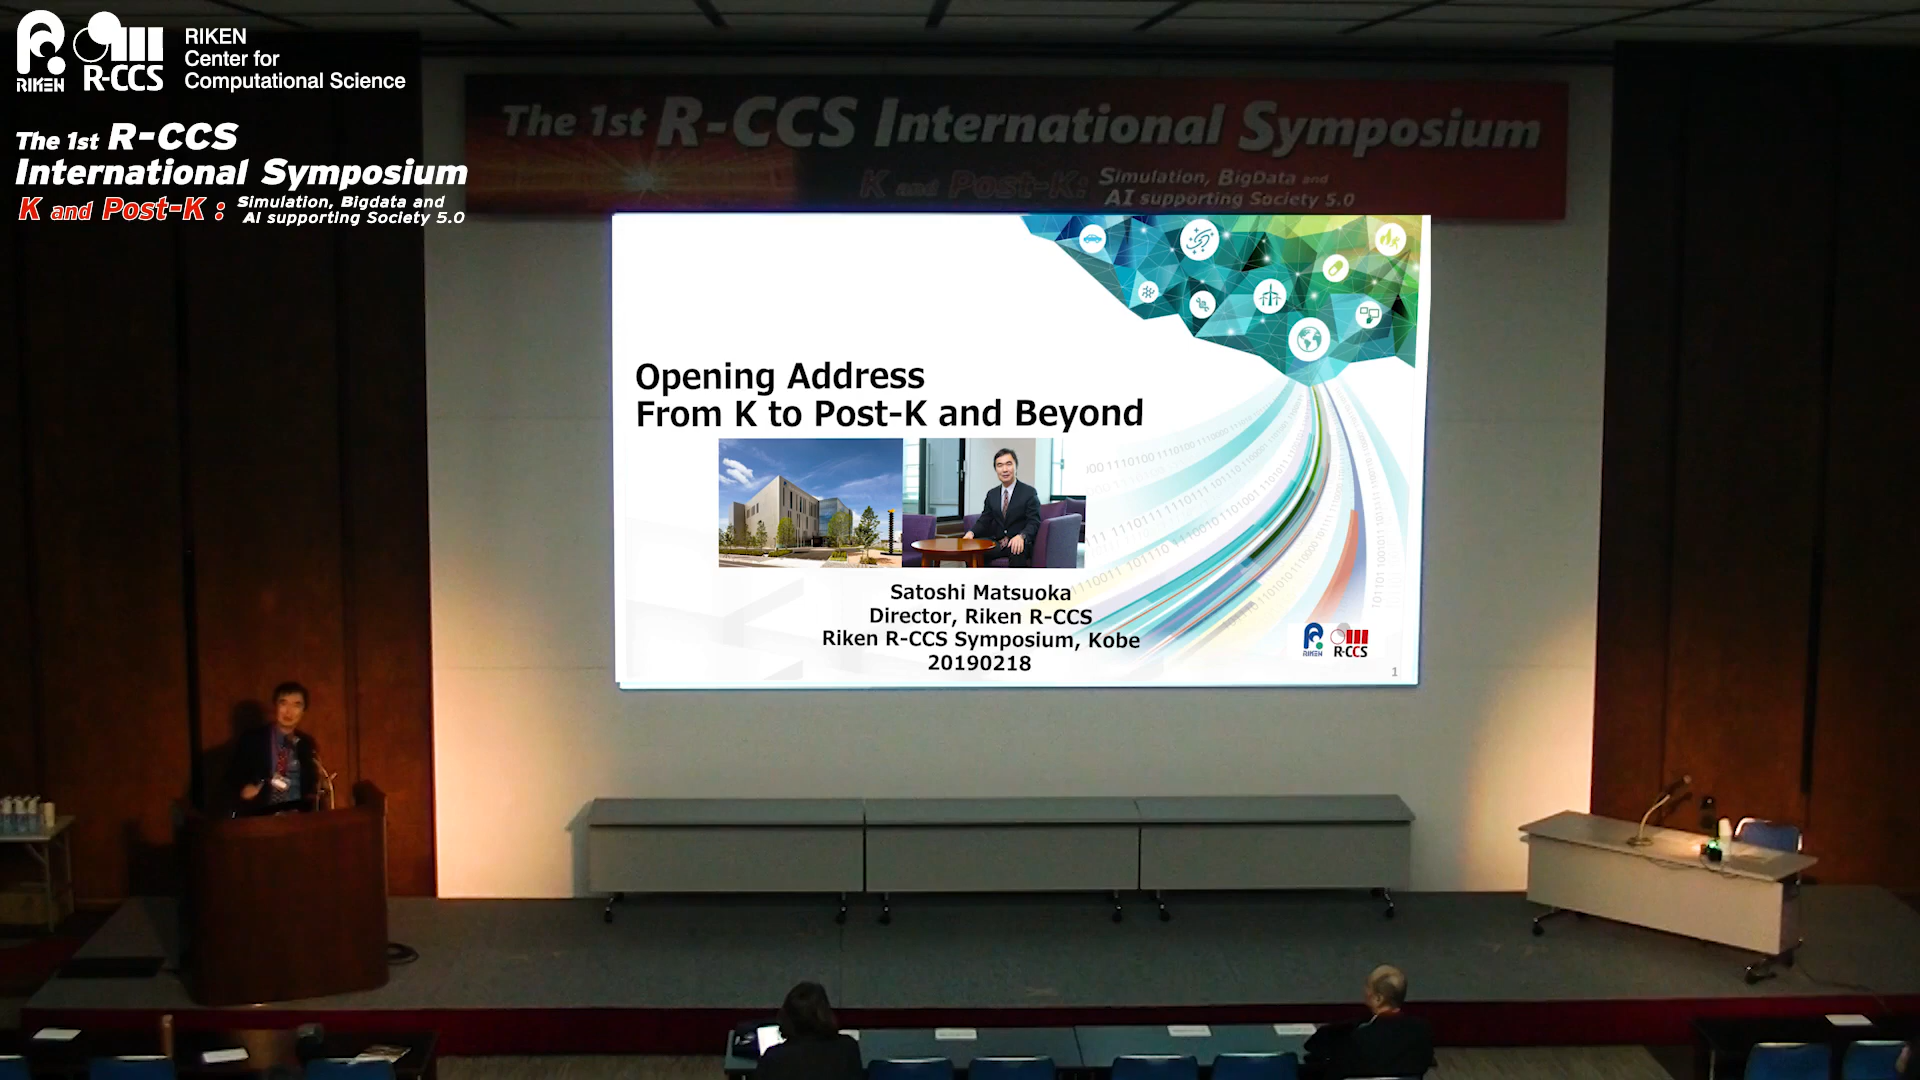 RIKEN
R-CCS
RIKEN
Center for
Computational Science
The 1st R-CCS
International Symposium
K and Post-K :
Simulation, Bigdata and
AI supporting Society 5.0
The 1st R-CCS International Symposium
K and Post-K:
Simulation, BigData and
AI supporting Society 5.0
Opening Address
From K to Post-K and Beyond
Satoshi Matsuoka
Director, Riken R-CCS
Riken R-CCS Symposium, Kobe
20190218
RIKEN
R-CCS
1